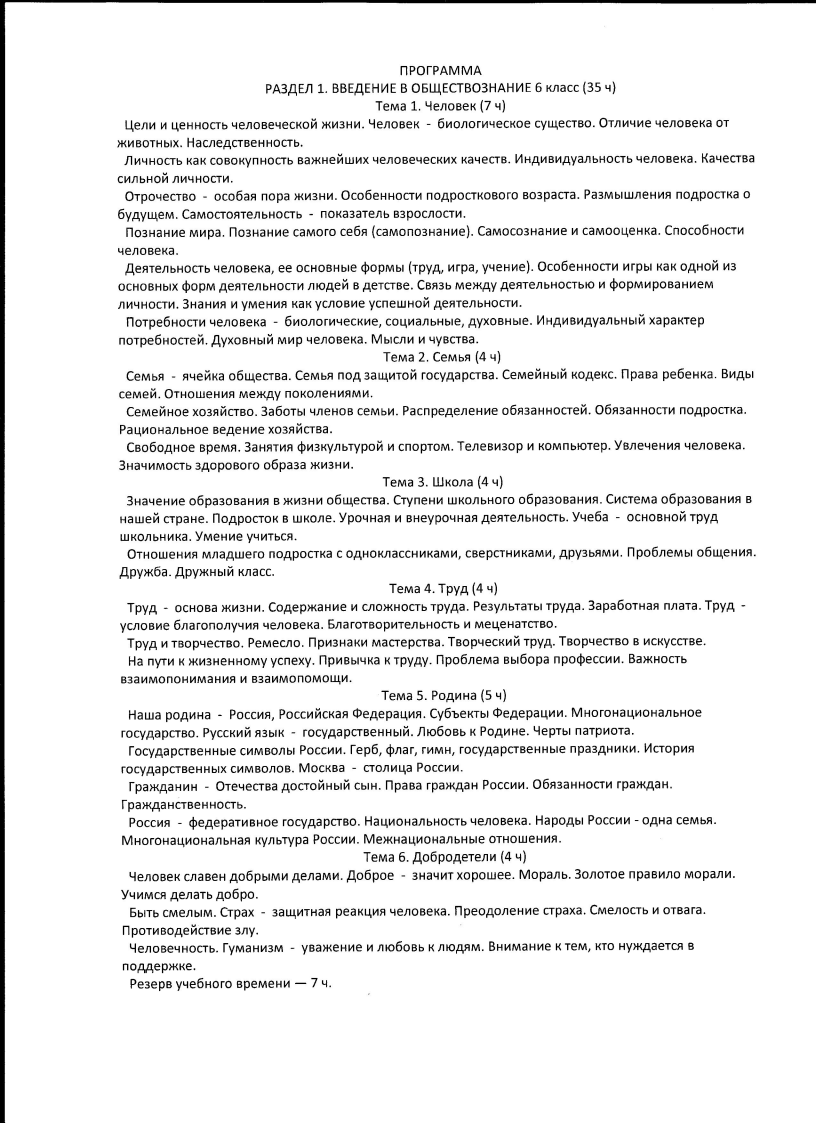 ПРОГРАММА
РАЗДЕЛ 1. ВВЕДЕНИЕ В ОБЩЕСТВОЗНАНИЕ 6 класс (35 ч)
Тема 1. Человек (7 ч)
Цели и ценность человеческой жизни. Человек - биологическое существо. Отличие человека от
животных. Наследственность.
Личность как совокупность важнейших человеческих качеств. Индивидуальность человека. Качества
сильной личности.
Отрочество - особая пора жизни. Особенности подросткового возраста. Размышления подростка о
будущем. Самостоятельность - показатель взрослости.
Познание мира. Познание самого себя (самопознание). Самосознание и самооценка. Способности
человека.
Деятельность человека, ее основные формы (труд, игра, учение). Особенности игры как одной из
основных форм деятельности людей в детстве. Связь между деятельностью и формированием
личности. Знания и умения как условие успешной деятельности.
Потребности человека - биологические, социальные, духовные. Индивидуальный характер
потребностей. Духовный мир человека. Мысли и чувства.
Тема 2. Семья (4 ч)
Семья - ячейка общества. Семья под защитой государства. Семейный кодекс. Права ребенка. Виды
семей. Отношения между поколениями.
Семейное хозяйство. Заботы членов семьи. Распределение обязанностей. Обязанности подростка.
Рациональное ведение хозяйства.
Свободное время. Занятия физкультурой и спортом. Телевизор и компьютер. Увлечения человека.
Значимость здорового образа жизни.
Тема 3. Школа (4 ч)
Значение образования в жизни общества. Ступени школьного образования. Система образования в
нашей стране. Подросток в школе. Урочная и внеурочная деятельность. Учеба - основной труд
школьника. Умение учиться.
Отношения младшего подростка с одноклассниками, сверстниками, друзьями. Проблемы общения.
Дружба. Дружный класс.
Тема 4. Труд (4 ч)
Труд - основа жизни. Содержание и сложность труда. Результаты труда. Заработная плата. Труд -
условие благополучия человека. Благотворительность и меценатство.
Труд и творчество. Ремесло. Признаки мастерства. Творческий труд. Творчество в искусстве.
На пути к жизненному успеху. Привычка к труду. Проблема выбора профессии. Важность
взаимопонимания и взаимопомощи.
Тема 5. Родина (5 ч)
Наша родина - Россия, Российская Федерация. Субъекты Федерации. Многонациональное
государство. Русский язык - государственный. Любовь к Родине. Черты патриота.
Государственные символы России. Герб, флаг, гимн, государственные праздники. История
государственных символов. Москва - столица России.
Гражданин - Отечества достойный сын. Права граждан России. Обязанности граждан.
Гражданственность.
Россия - федеративное государство. Национальность человека. Народы России - одна семья.
Многонациональная культура России. Межнациональные отношения.
Тема 6. Добродетели (4 ч)
Человек славен добрыми делами. Доброе - значит хорошее. Мораль. Золотое правило морали.
Учимся делать добро.
Быть смелым. Страх - защитная реакция человека. Преодоление страха. Смелость и отвага.
Противодействие злу.
Человечность. Гуманизм - уважение и любовь к людям. Внимание к тем, кто нуждается в
поддержке.
Резерв учебного времени — 7 ч.